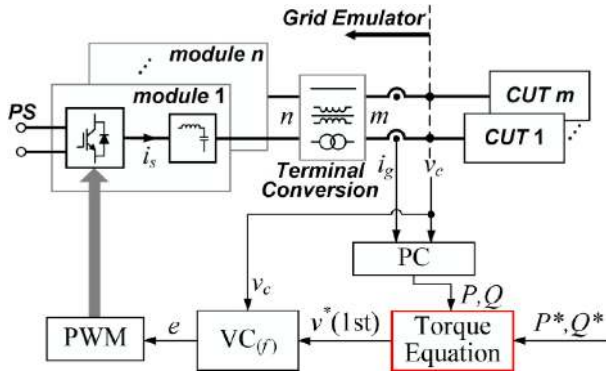 Grid Emulator
module n
module 1
PS
i_s
n
m
Terminal
Conversion
i_g
v_c
CUT m
CUT 1
PC
v_c
P,Q
PWM
e
VC(f)
v*(1st)
Torque
Equation
P*,Q*